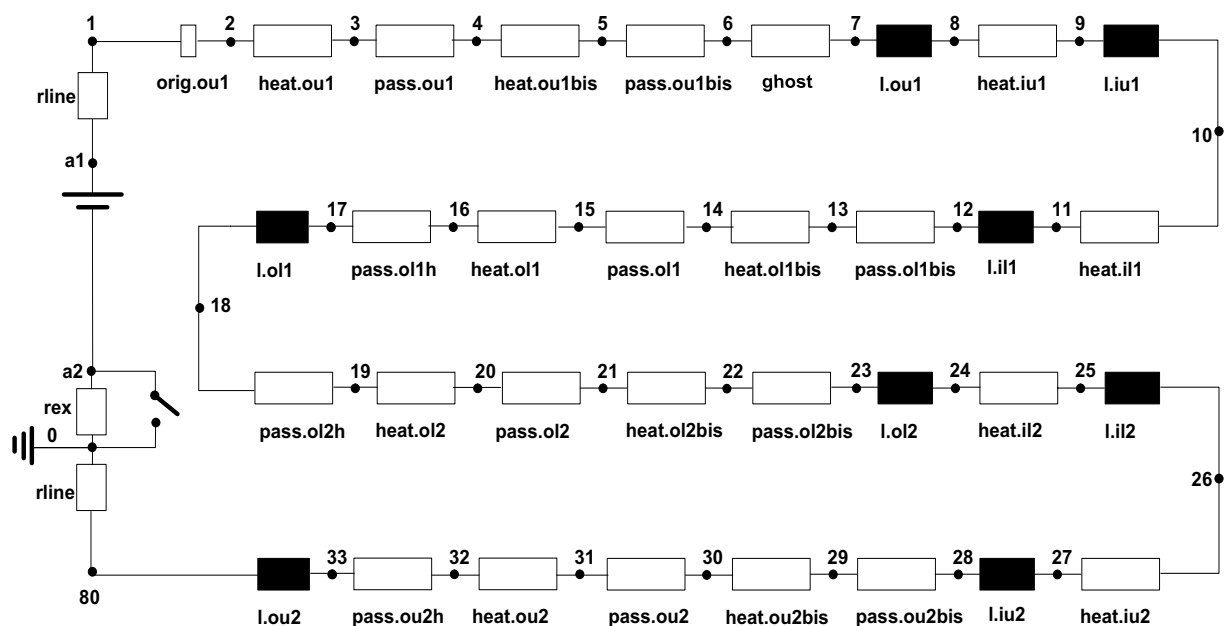 1 2 3 4 5 6 7 8 9
orig.ou1 heat.ou1 pass.ou1 heat.ou1bis pass.ou1bis ghost l.ou1 heat.iu1 l.iu1
rline
10
a1
17 16 15 14 13 12 11
l.ol1 pass.ol1h heat.ol1 pass.ol1 heat.ol1bis pass.ol1bis l.il1 heat.il1
18
a2
19 20 21 22 23 24 25
rex
pass.ol2h heat.ol2 pass.ol2 heat.ol2bis pass.ol2bis l.ol2 heat.il2 l.il2
0
rline
26
33 32 31 30 29 28 27
80
l.ou2 pass.ou2h heat.ou2 pass.ou2 heat.ou2bis pass.ou2bis l.iu2 heat.iu2